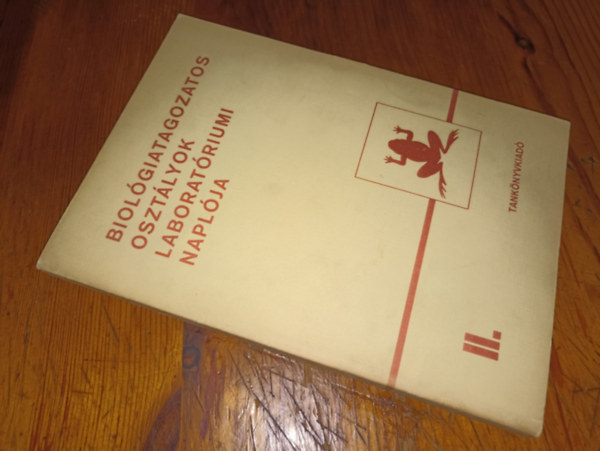 BIOLÓGIATAGOZATOS
OSZTÁLYOK
LABORATÓRIUMI
NAPLÓJA
TANKÖNYVKIADÓ
II.